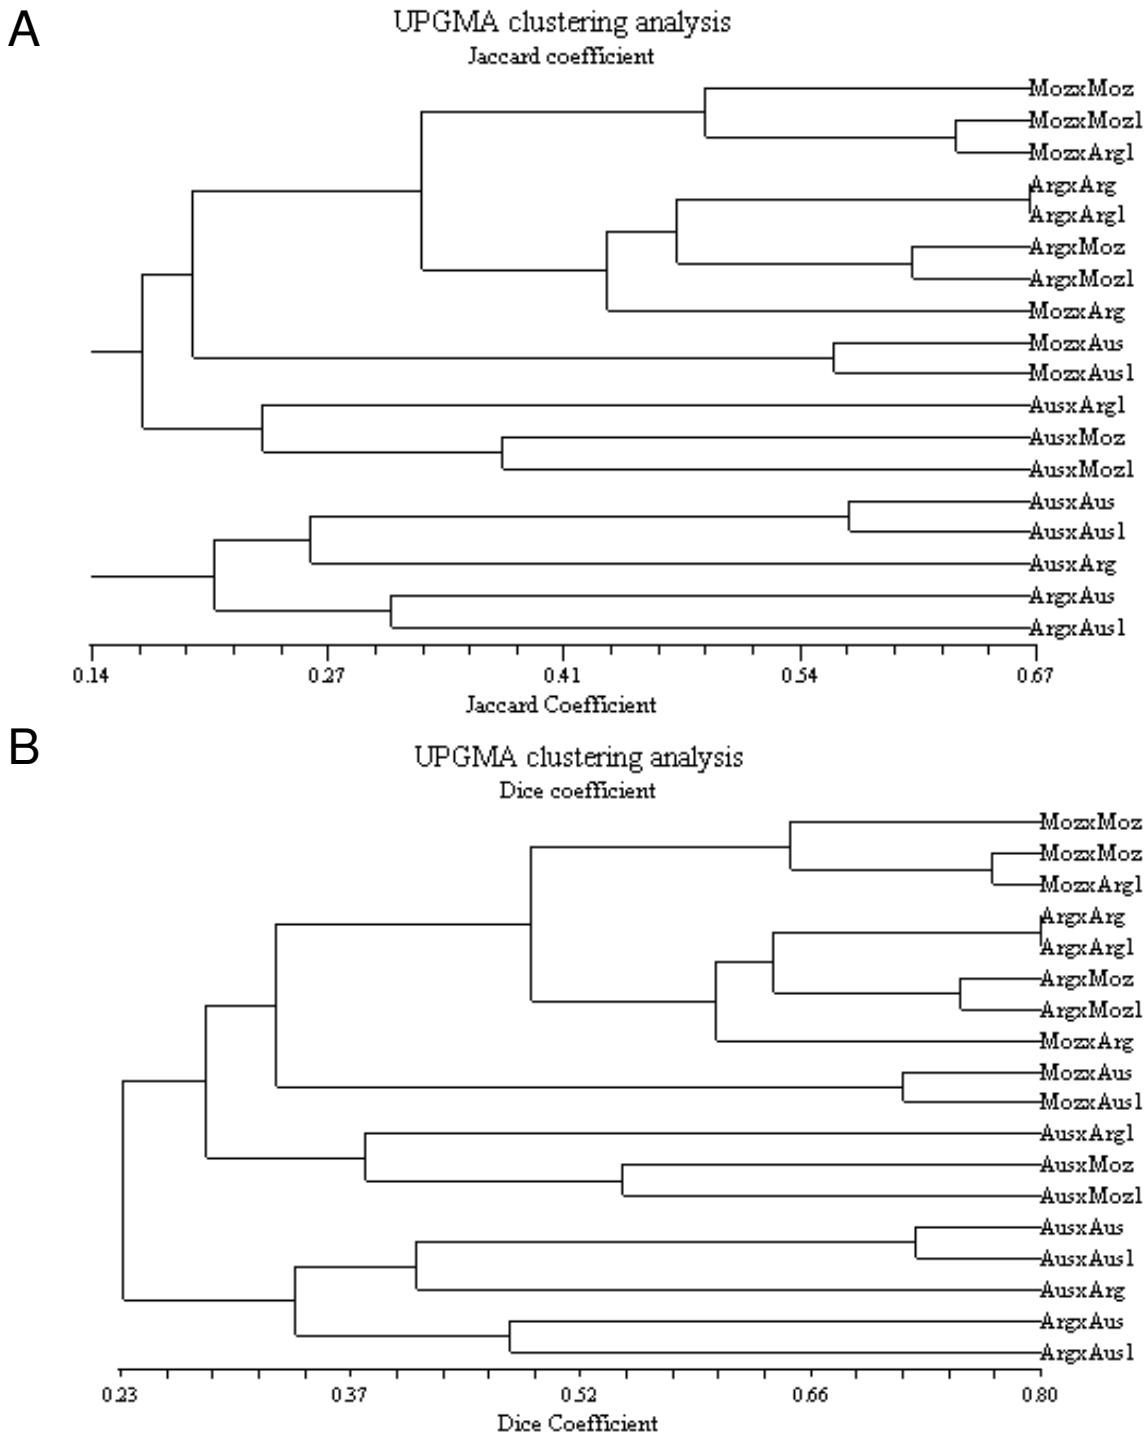 A
UPGMA clustering analysis
Jaccard coefficient
MozxMoz
MozxMoz1
MozxArg1
ArgxArg
ArgxArg1
ArgxMoz
ArgxMoz1
MozxArg
MozxAus
MozxAus1
AusxArg1
AusxMoz
AusxMoz1
AusxAus
AusxAus1
AusxArg
ArgxAus
ArgxAus1
0.14 0.27 0.41 0.54 0.67
Jaccard Coefficient
B
UPGMA clustering analysis
Dice coefficient
MozxMoz
MozxMoz
MozxArg1
ArgxArg
ArgxArg1
ArgxMoz
ArgxMoz1
MozxArg
MozxAus
MozxAus1
AusxArg1
AusxMoz
AusxMoz1
AusxAus
AusxAus1
AusxArg
ArgxAus
ArgxAus1
0.23 0.37 0.52 0.66 0.80
Dice Coefficient